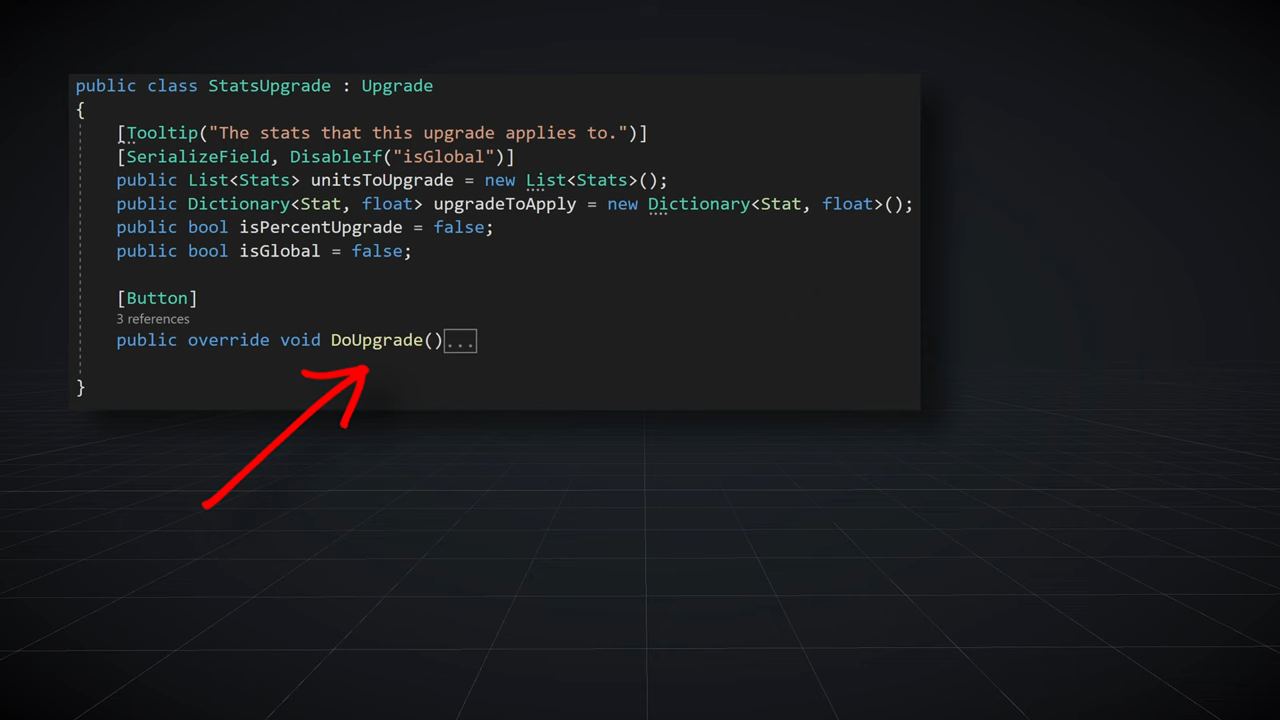 public class StatsUpgrade : Upgrade
{
[Tooltip("The stats that this upgrade applies to.")]
[SerializeField, DisableIf("isGlobal")]
public List<Stats> unitsToUpgrade = new List<Stats>();
public Dictionary<Stat, float> upgradeToApply = new Dictionary<Stat, float>();
public bool isPercentUpgrade = false;
public bool isGlobal = false;
[Button]
3 references
public override void DoUpgrade()...
}